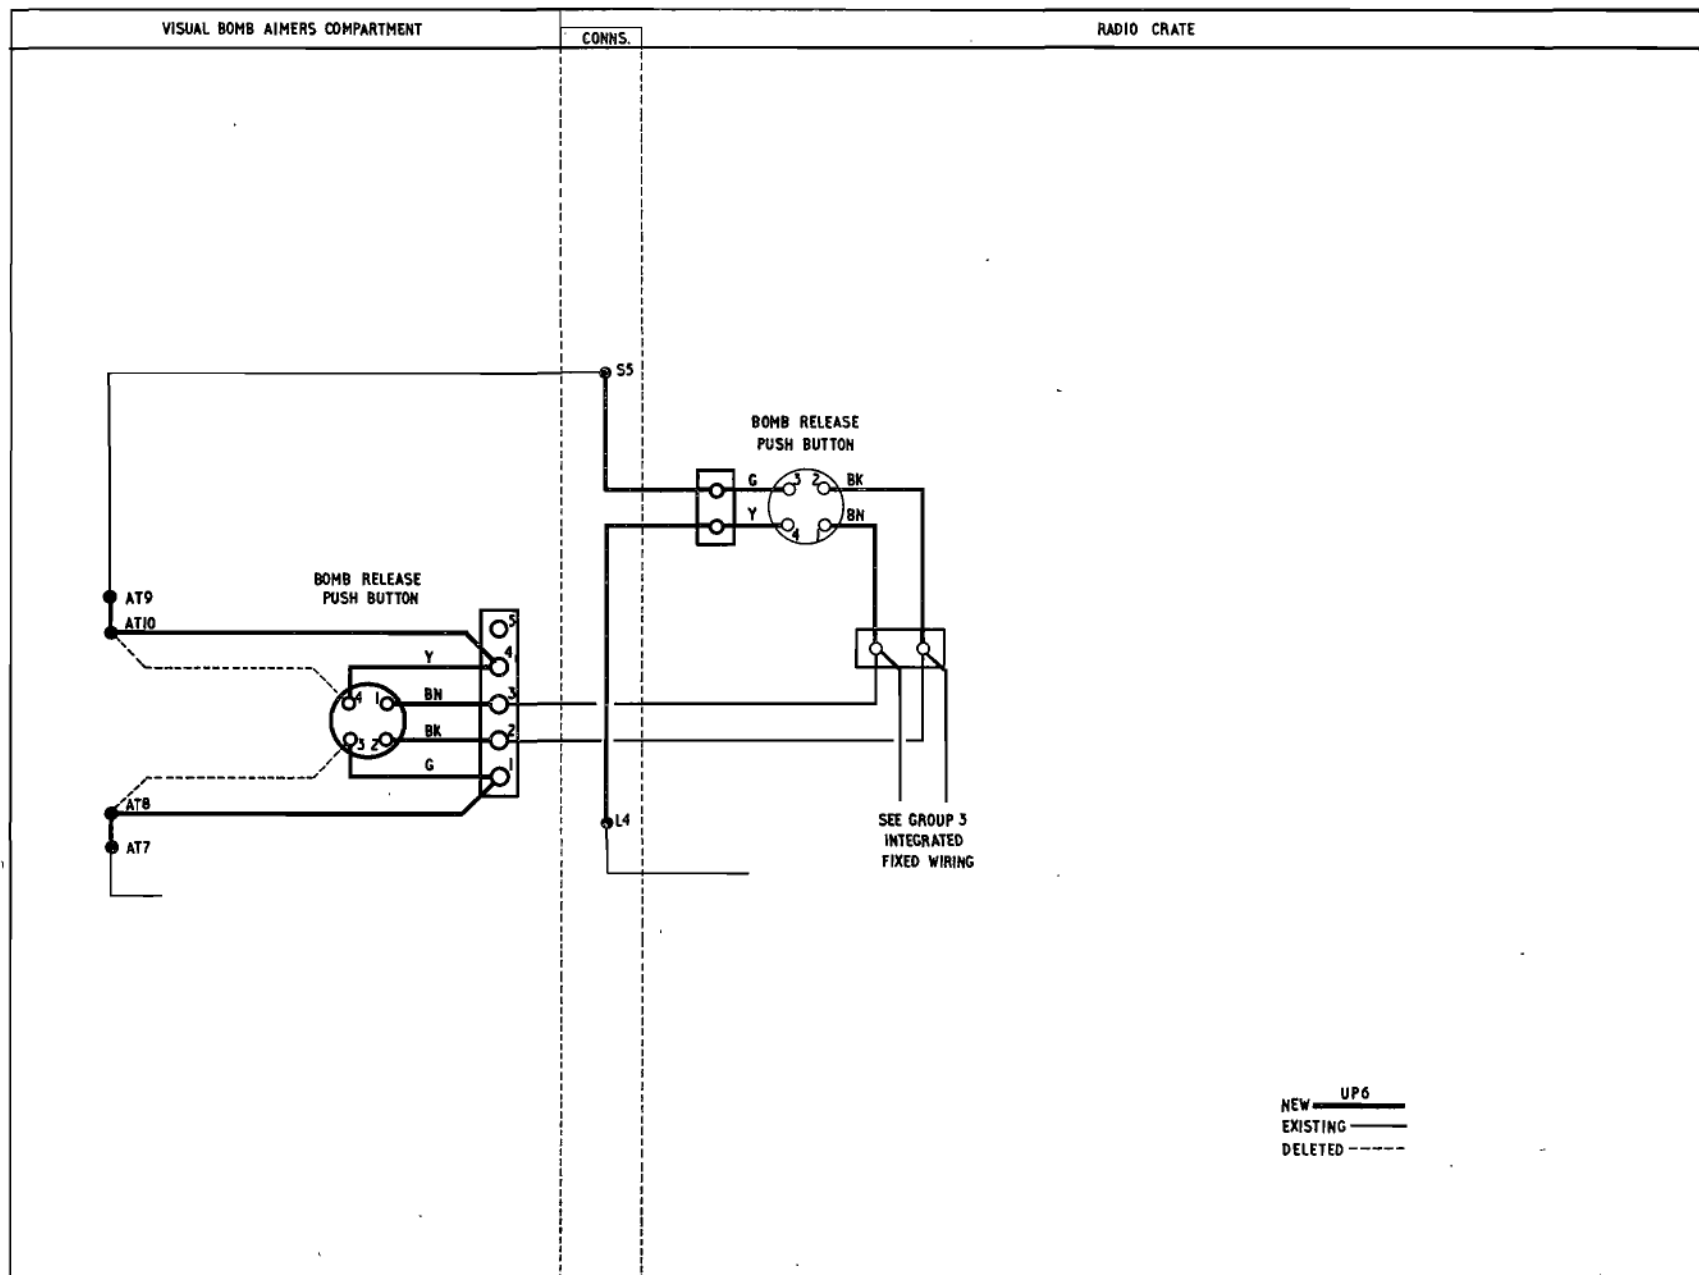 VISUAL BOMB AIMERS COMPARTMENT
CONNS.
RADIO CRATE
S5
BOMB RELEASE
PUSH BUTTON
G
3
2
BK
Y
4
1
BN
BOMB RELEASE
PUSH BUTTON
AT9
AT10
5
Y
4
4
1
BN
3
3
2
BK
2
G
1
AT8
AT7
L4
SEE GROUP 3
INTEGRATED
FIXED WIRING
UP6
NEW
EXISTING
DELETED